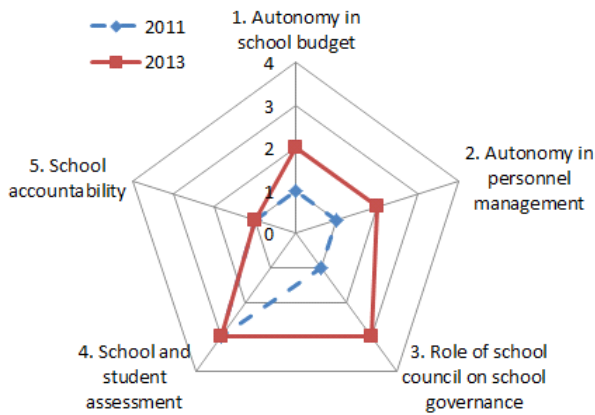 2011
2013
1. Autonomy in
school budget
4
3
2
1
0
2. Autonomy in
personnel
management
3. Role of school
council on school
governance
4. School and
student
assessment
5. School
accountability